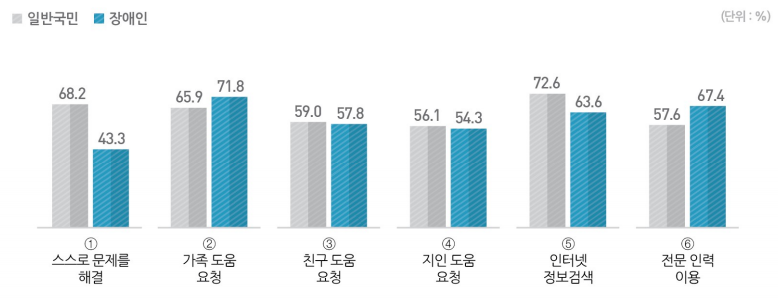 일반국민 장애인 (단위 : %)
68.2 43.3 65.9 71.8 59.0 57.8 56.1 54.3 72.6 63.6 57.6 67.4
① ② ③ ④ ⑤ ⑥
스스로 문제를 가족 도움 친구 도움 지인 도움 인터넷 전문 인력
해결 요청 요청 요청 정보검색 이용